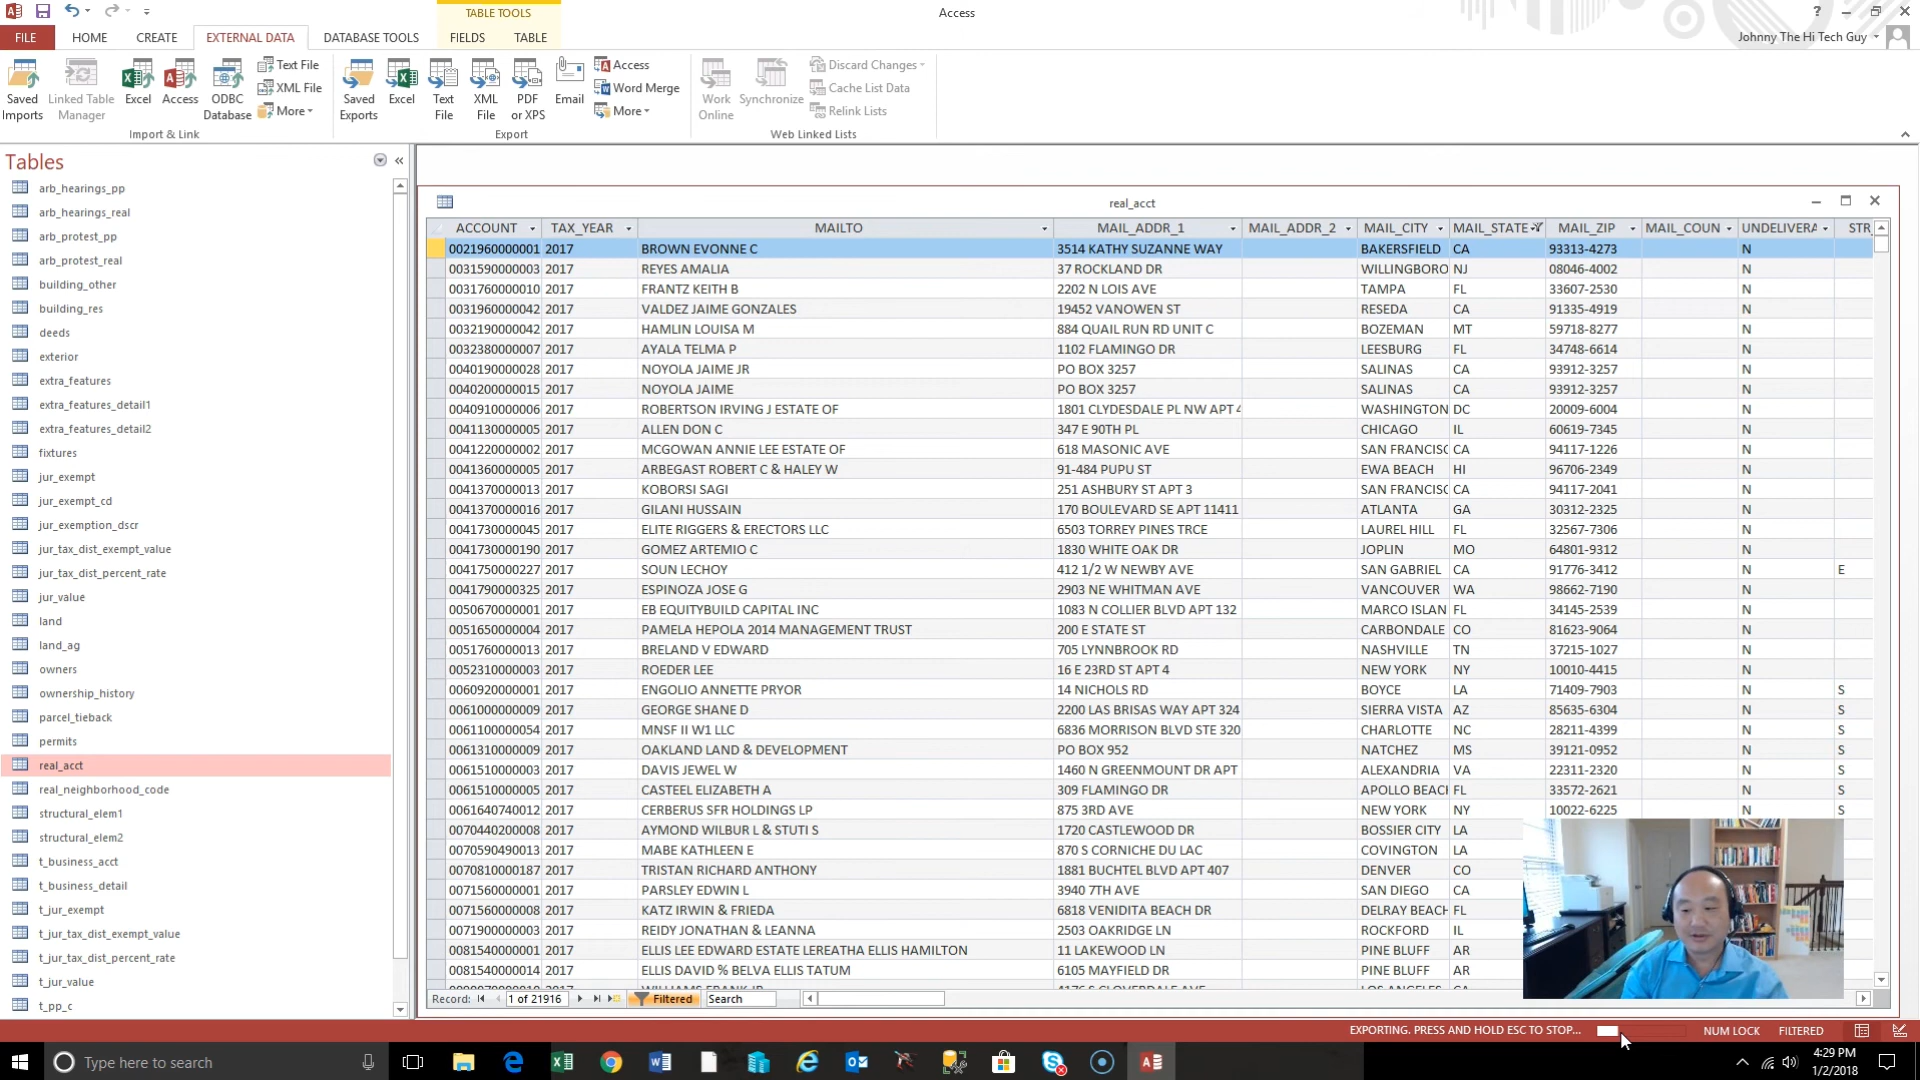 TABLE TOOLS
Access
FILE HOME CREATE EXTERNAL DATA DATABASE TOOLS FIELDS TABLE
Johnny The Hi Tech Guy
Saved Imports
Linked Table Manager
Excel
Access
ODBC Database
Text File
XML File
More
Import & Link
Saved Exports
Excel
Text File
XML File
PDF or XPS
Email
Access
Word Merge
More
Export
Work Online
Synchronize
Discard Changes
Cache List Data
Relink Lists
Web Linked Lists
Tables
arb_hearings_pp
arb_hearings_real
arb_protest_pp
arb_protest_real
building_other
building_res
deeds
exterior
extra_features
extra_features_detail1
extra_features_detail2
fixtures
jur_exempt
jur_exempt_cd
jur_exemption_dscr
jur_tax_dist_exempt_value
jur_tax_dist_percent_rate
jur_value
land
land_ag
owners
ownership_history
parcel_tieback
permits
real_acct
real_neighborhood_code
structural_elem1
structural_elem2
t_business_acct
t_business_detail
t_jur_exempt
t_jur_tax_dist_exempt_value
t_jur_tax_dist_percent_rate
t_jur_value
t_pp_c
real_acct
ACCOUNT TAX_YEAR MAILTO MAIL_ADDR_1 MAIL_ADDR_2 MAIL_CITY MAIL_STATE MAIL_ZIP MAIL_COUN UNDELIVERA STR
0021960000001 2017 BROWN EVONNE C 3514 KATHY SUZANNE WAY BAKERSFIELD CA 93313-4273 N
0031590000003 2017 REYES AMALIA 37 ROCKLAND DR WILLINGBORO NJ 08046-4002 N
0031760000010 2017 FRANTZ KEITH B 2202 N LOIS AVE TAMPA FL 33607-2530 N
0031960000042 2017 VALDEZ JAIME GONZALES 19452 VANOWEN ST RESEDA CA 91335-4919 N
0032190000042 2017 HAMLIN LOUISA M 884 QUAIL RUN RD UNIT C BOZEMAN MT 59718-8277 N
0032380000007 2017 AYALA TELMA P 1102 FLAMINGO DR LEESBURG FL 34748-6614 N
0040190000028 2017 NOYOLA JAIME JR PO BOX 3257 SALINAS CA 93912-3257 N
0040200000015 2017 NOYOLA JAIME PO BOX 3257 SALINAS CA 93912-3257 N
0040910000006 2017 ROBERTSON IRVING J ESTATE OF 1801 CLYDESDALE PL NW APT 4 WASHINGTON DC 20009-6004 N
0041130000005 2017 ALLEN DON C 347 E 90TH PL CHICAGO IL 60619-7345 N
0041220000002 2017 MCGOWAN ANNIE LEE ESTATE OF 618 MASONIC AVE SAN FRANCISC CA 94117-1226 N
0041360000005 2017 ARBEGAST ROBERT C & HALEY W 91-484 PUPU ST EWA BEACH HI 96706-2349 N
0041370000013 2017 KOBORSI SAGI 251 ASHBURY ST APT 3 SAN FRANCISC CA 94117-2041 N
0041370000016 2017 GILANI HUSSAIN 170 BOULEVARD SE APT 11411 ATLANTA GA 30312-2325 N
0041730000045 2017 ELITE RIGGERS & ERECTORS LLC 6503 TORREY PINES TRCE LAUREL HILL FL 32567-7306 N
0041730000190 2017 GOMEZ ARTEMIO C 1830 WHITE OAK DR JOPLIN MO 64801-9312 N
0041750000227 2017 SOUN LECHOY 412 1/2 W NEWBY AVE SAN GABRIEL CA 91776-3412 N E
0041790000325 2017 ESPINOZA JOSE G 2903 NE WHITMAN AVE VANCOUVER WA 98662-7190 N
0050670000001 2017 EB EQUITYBUILD CAPITAL INC 1083 N COLLIER BLVD APT 132 MARCO ISLAN FL 34145-2539 N
0051650000004 2017 PAMELA HEPOLA 2014 MANAGEMENT TRUST 200 E STATE ST CARBONDALE CO 81623-9064 N
0051760000013 2017 BRELAND V EDWARD 705 LYNNBROOK RD NASHVILLE TN 37215-1027 N
0052310000003 2017 ROEDER LEE 16 E 23RD ST APT 4 NEW YORK NY 10010-4415 N
0060920000001 2017 ENGOLIO ANNETTE PRYOR 14 NICHOLS RD BOYCE LA 71409-7903 N S
0061000000009 2017 GEORGE SHANE D 2200 LAS BRISAS WAY APT 324 SIERRA VISTA AZ 85635-6304 N S
0061100000054 2017 MNSF II W1 LLC 6836 MORRISON BLVD STE 320 CHARLOTTE NC 28211-4399 N S
0061310000009 2017 OAKLAND LAND & DEVELOPMENT PO BOX 952 NATCHEZ MS 39121-0952 N S
0061510000003 2017 DAVIS JEWEL W 1460 N GREENMOUNT DR APT ALEXANDRIA VA 22311-2320 N S
0061510000005 2017 CASTEEL ELIZABETH A 309 FLAMINGO DR APOLLO BEACH FL 33572-2621 N S
0061640740012 2017 CERBERUS SFR HOLDINGS LP 875 3RD AVE NEW YORK NY 10022-6225 N S
0070440200008 2017 AYMOND WILBUR L & STUTI S 1720 CASTLEWOOD DR BOSSIER CITY LA
0070590490013 2017 MABE KATHLEEN E 870 S CORNICHE DU LAC COVINGTON LA
0070810000187 2017 TRISTAN RICHARD ANTHONY 1881 BUCHTEL BLVD APT 407 DENVER CO
0071560000001 2017 PARSLEY EDWIN L 3940 7TH AVE SAN DIEGO CA
0071560000008 2017 KATZ IRWIN & FRIEDA 6818 VENIDITA BEACH DR DELRAY BEACH FL
0071900000003 2017 REIDY JONATHAN & LEANNA 2503 OAKRIDGE LN ROCKFORD IL
0081540000001 2017 ELLIS LEE EDWARD ESTATE LEREATHA ELLIS HAMILTON 11 LAKEWOOD LN PINE BLUFF AR
0081540000014 2017 ELLIS DAVID % BELVA ELLIS TATUM 6105 MAYFIELD DR PINE BLUFF AR
Record: 1 of 21916 Filtered Search
EXPORTING. PRESS AND HOLD ESC TO STOP... NUM LOCK FILTERED
Type here to search
4:29 PM
1/2/2018